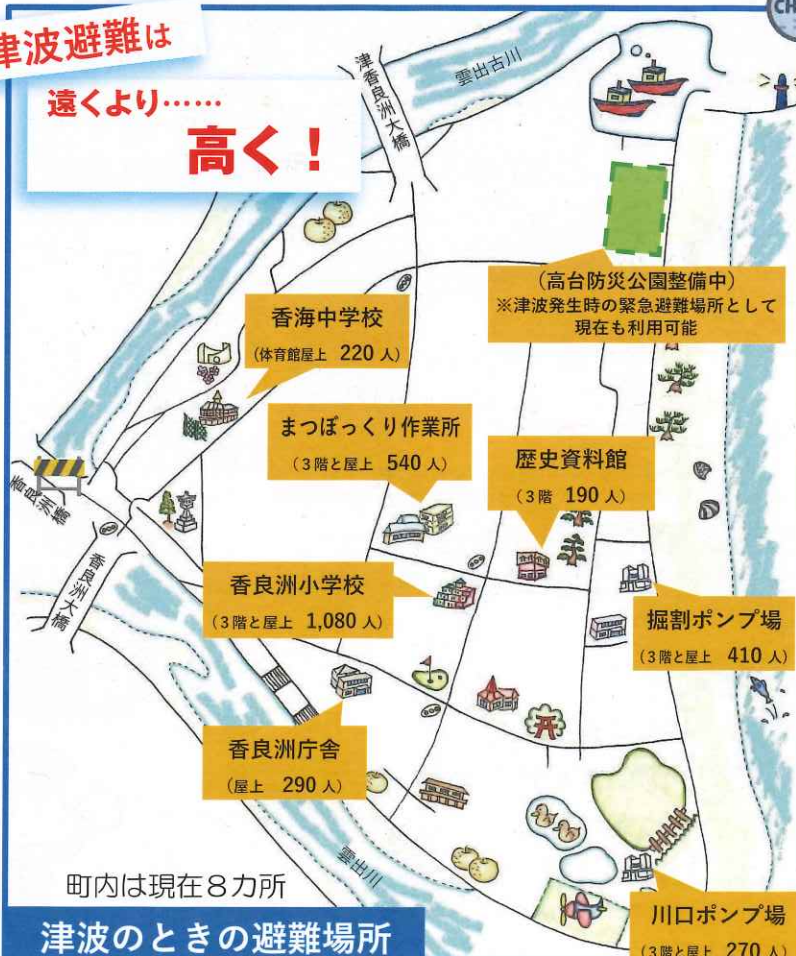 CH
津波避難は
遠くより……
高く！
津香良洲大橋
雲出古川
（高台防災公園整備中）
※津波発生時の緊急避難場所として
現在も利用可能
香海中学校
（体育館屋上 220 人）
まつぼっくり作業所
（３階と屋上 540 人）
歴史資料館
（３階 190 人）
香良洲橋
香良洲大橋
香良洲小学校
（３階と屋上 1,080 人）
掘割ポンプ場
（３階と屋上 410 人）
香良洲庁舎
（屋上 290 人）
雲出川
川口ポンプ場
（３階と屋上 270 人）
町内は現在８カ所
津波のときの避難場所